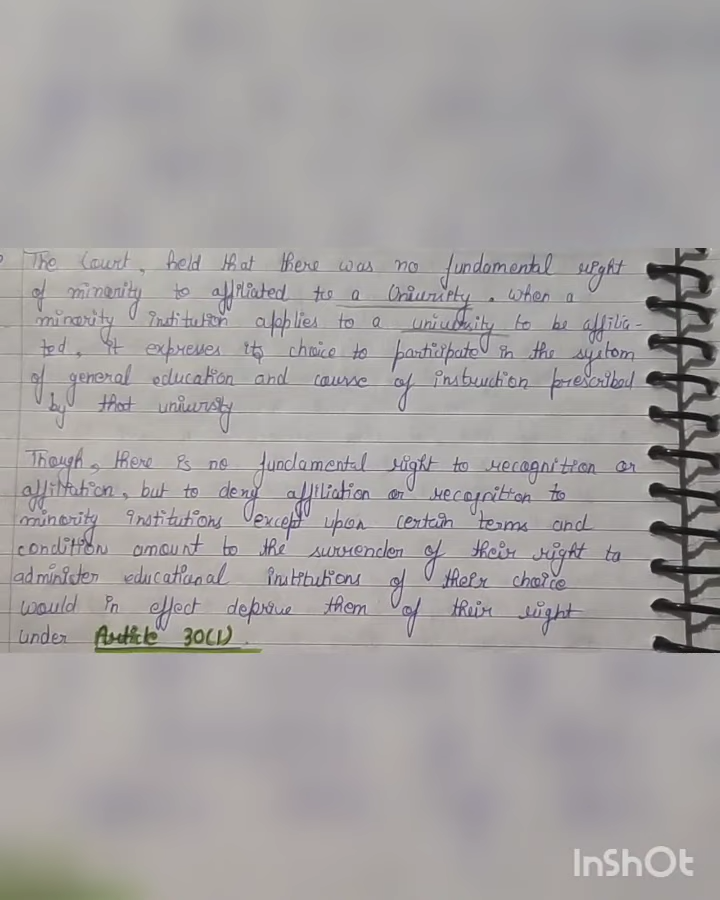 The Court, held that there was no fundamental right
of minority to affiliated to a University. When a
minority institution applies to a university to be affilia-
ted, it expresses its choice to participate in the system
of general education and course of instruction prescribed
by that university
Though, there is no fundamental right to recognition or
affiliation, but to deny affiliation or recognition to
minority institutions except upon certain terms and
condition amount to the surrender of their right to
administer educational institutions of their choice
would in effect deprive them of their right
under Article 30(1).
InShOt